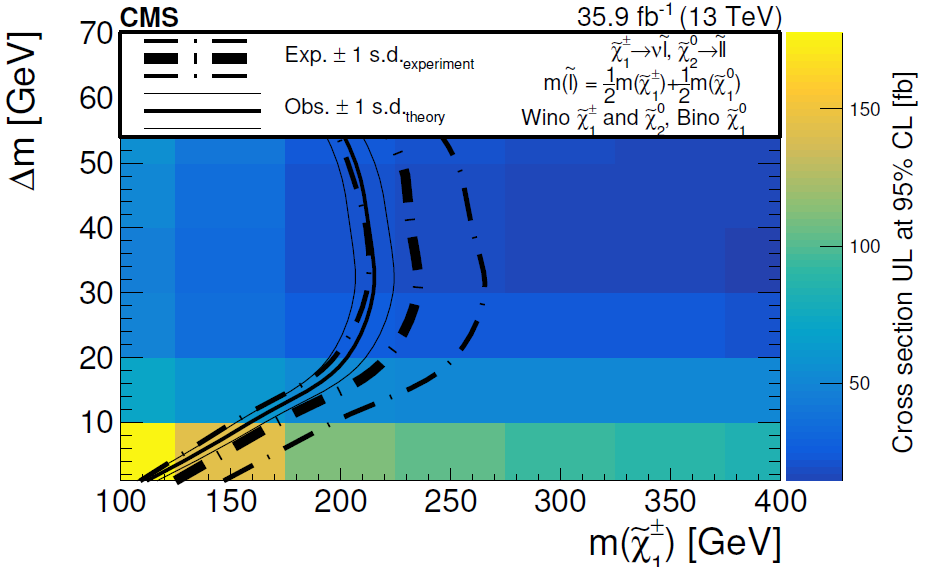 CMS 35.9 fb⁻¹ (13 TeV)
Δm [GeV]
70
60
50
40
30
20
10
Exp. ± 1 s.d.experiment
Obs. ± 1 s.d.theory
χ̃₁±→νl̃, χ̃₂⁰→l̃l
m(l̃) = 1/2m(χ̃₁±)+1/2m(χ̃₁⁰)
Wino χ̃₁± and χ̃₂⁰, Bino χ̃₁⁰
100 150 200 250 300 350 400
m(χ̃₁±) [GeV]
150
100
50
Cross section UL at 95% CL [fb]